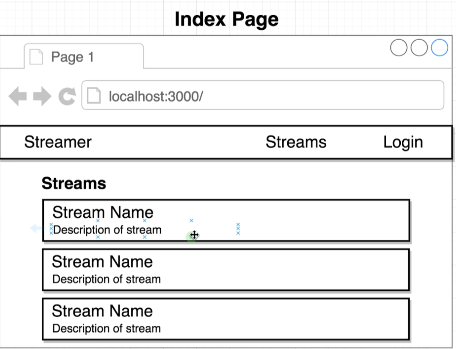 Index Page
Page 1
localhost:3000/
Streamer Streams Login
Streams
Stream Name
Description of stream
Stream Name
Description of stream
Stream Name
Description of stream